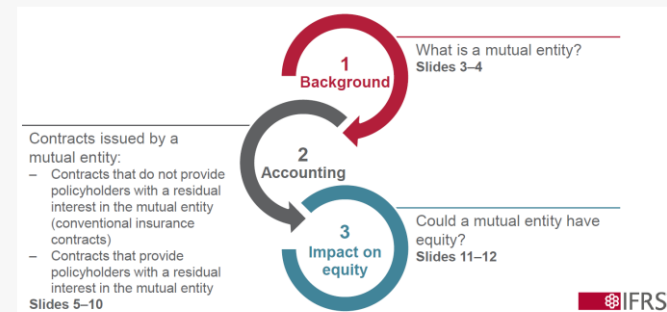 1
Background
What is a mutual entity?
Slides 3–4
Contracts issued by a
mutual entity:
– Contracts that do not provide
policyholders with a residual
interest in the mutual entity
(conventional insurance
contracts)
– Contracts that provide
policyholders with a residual
interest in the mutual entity
Slides 5–10
2
Accounting
3
Impact on
equity
Could a mutual entity have
equity?
Slides 11–12
IFRS